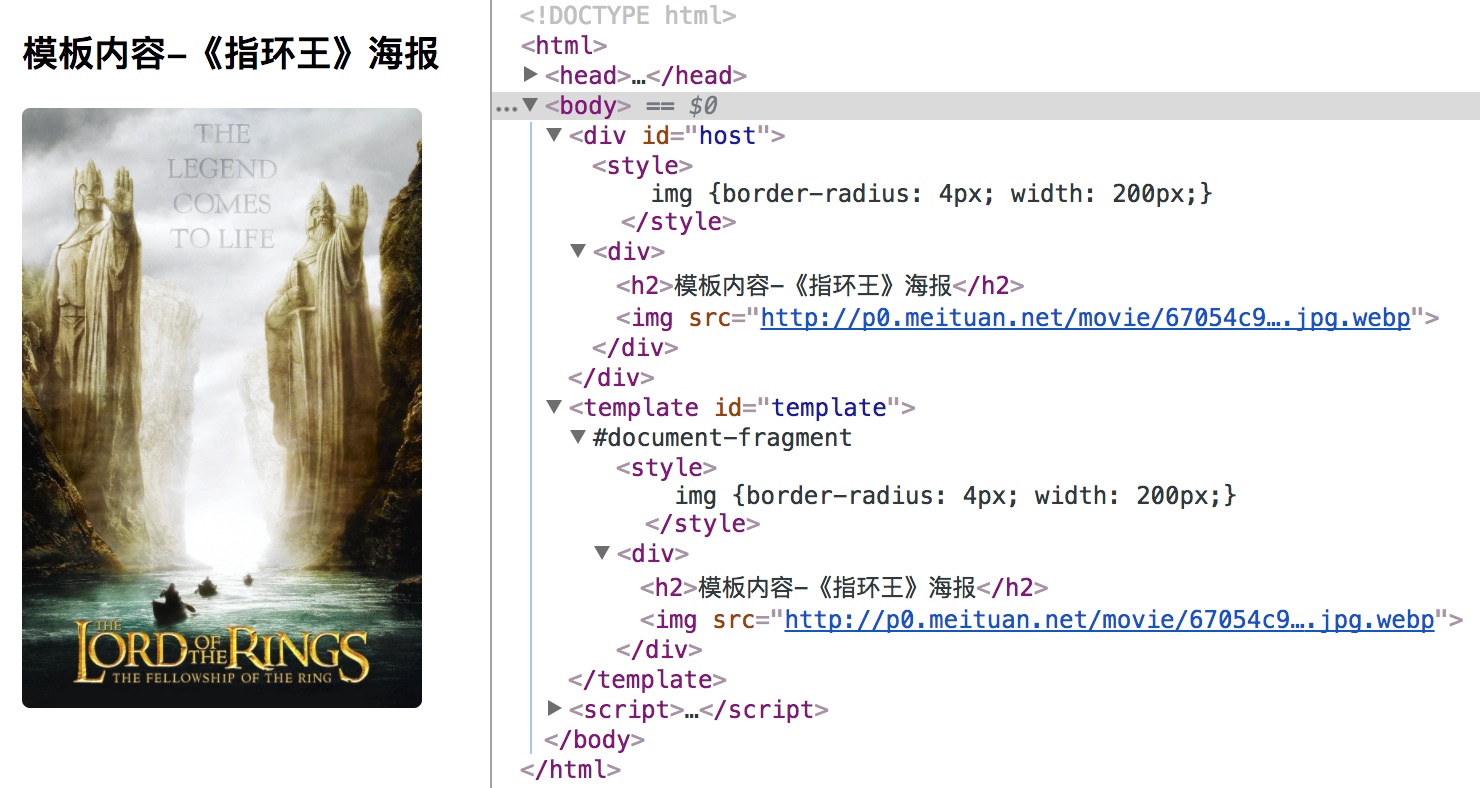 模板内容-《指环王》海报
THE
LEGEND
COMES
TO LIFE
THE
LORD OF THE RINGS
THE FELLOWSHIP OF THE RING
<!DOCTYPE html>
<html>
▶<head>…</head>
…▼<body> == $0
▼<div id="host">
<style>
img {border-radius: 4px; width: 200px;}
</style>
▼<div>
<h2>模板内容-《指环王》海报</h2>
<img src="http://p0.meituan.net/movie/67054c9….jpg.webp">
</div>
</div>
▼<template id="template">
▼#document-fragment
<style>
img {border-radius: 4px; width: 200px;}
</style>
▼<div>
<h2>模板内容-《指环王》海报</h2>
<img src="http://p0.meituan.net/movie/67054c9….jpg.webp">
</div>
</template>
▶<script>…</script>
</body>
</html>